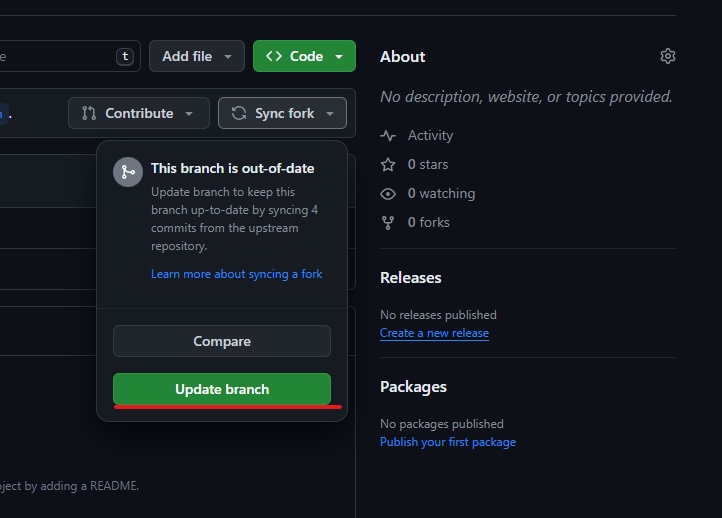 e
t
Add file
Code
About
No description, website, or topics provided.
.
Contribute
Sync fork
This branch is out-of-date
Update branch to keep this
branch up-to-date by syncing 4
commits from the upstream
repository.
Learn more about syncing a fork
Compare
Update branch
Activity
0 stars
0 watching
0 forks
Releases
No releases published
Create a new release
Packages
No packages published
Publish your first package
ject by adding a README.